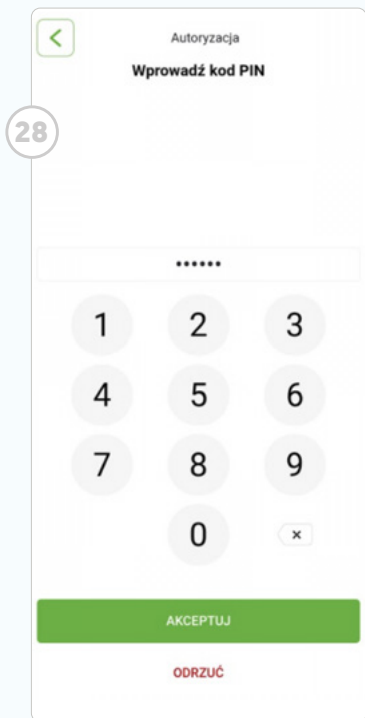 Autoryzacja
Wprowadź kod PIN
28
••••••
1 2 3
4 5 6
7 8 9
0 ×
AKCEPTUJ
ODRZUĆ